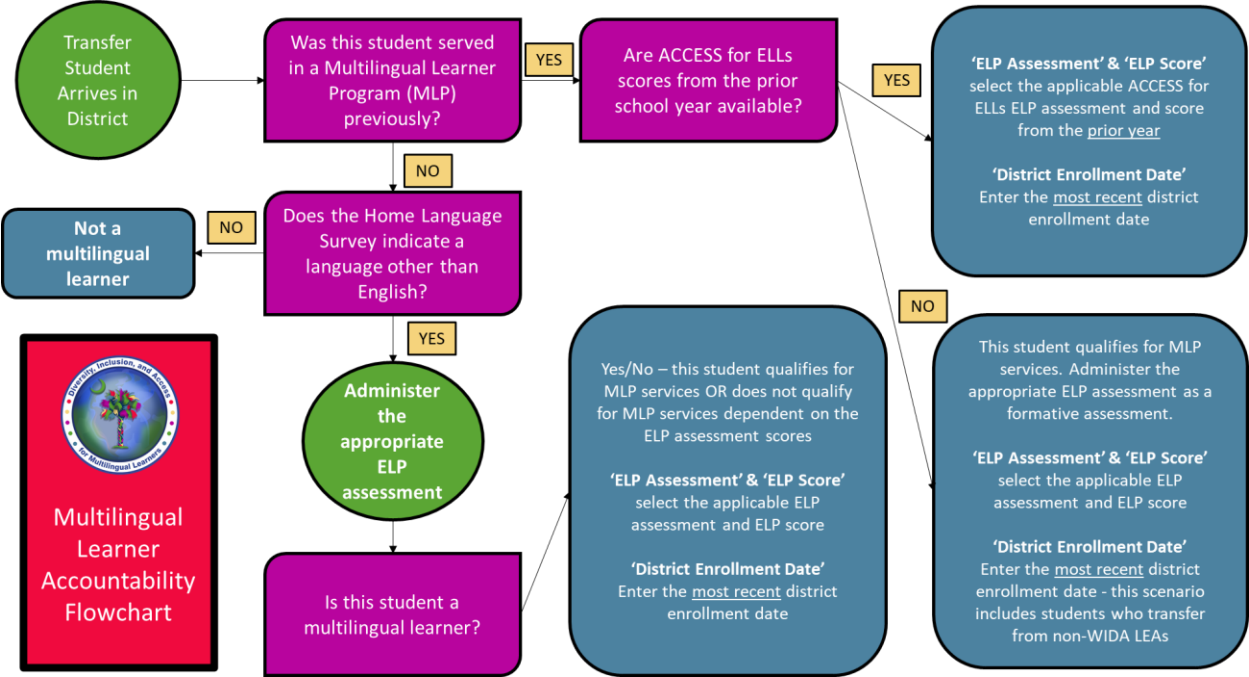 Transfer
Student
Arrives in
District
Was this student served
in a Multilingual Learner
Program (MLP)
previously?
YES
Are ACCESS for ELLs
scores from the prior
school year available?
YES
‘ELP Assessment’ & ‘ELP Score’
select the applicable ACCESS for
ELLs ELP assessment and score
from the prior year
‘District Enrollment Date’
Enter the most recent district
enrollment date
NO
Does the Home Language
Survey indicate a
language other than
English?
NO
Not a
multilingual
learner
YES
Administer
the
appropriate
ELP
assessment
Is this student a
multilingual learner?
Yes/No – this student qualifies for
MLP services OR does not qualify
for MLP services dependent on the
ELP assessment scores
‘ELP Assessment’ & ‘ELP Score’
select the applicable ELP
assessment and ELP score
‘District Enrollment Date’
Enter the most recent district
enrollment date
NO
This student qualifies for MLP
services. Administer the
appropriate ELP assessment as a
formative assessment.
‘ELP Assessment’ & ‘ELP Score’
select the applicable ELP
assessment and ELP score
‘District Enrollment Date’
Enter the most recent district
enrollment date - this scenario
includes students who transfer
from non-WIDA LEAs
Diversity, Inclusion, and Access
for Multilingual Learners
Multilingual
Learner
Accountability
Flowchart